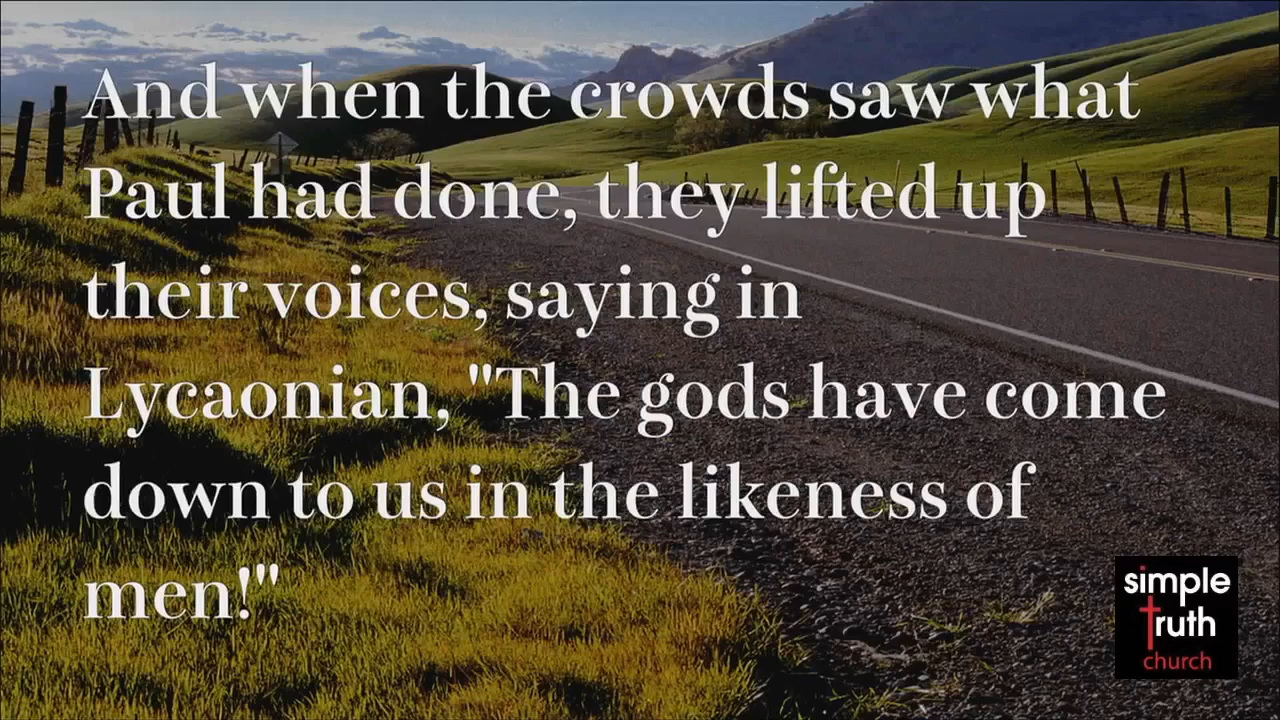 And when the crowds saw what
Paul had done, they lifted up
their voices, saying in
Lycaonian, "The gods have come
down to us in the likeness of
men!"
simple
truth
church